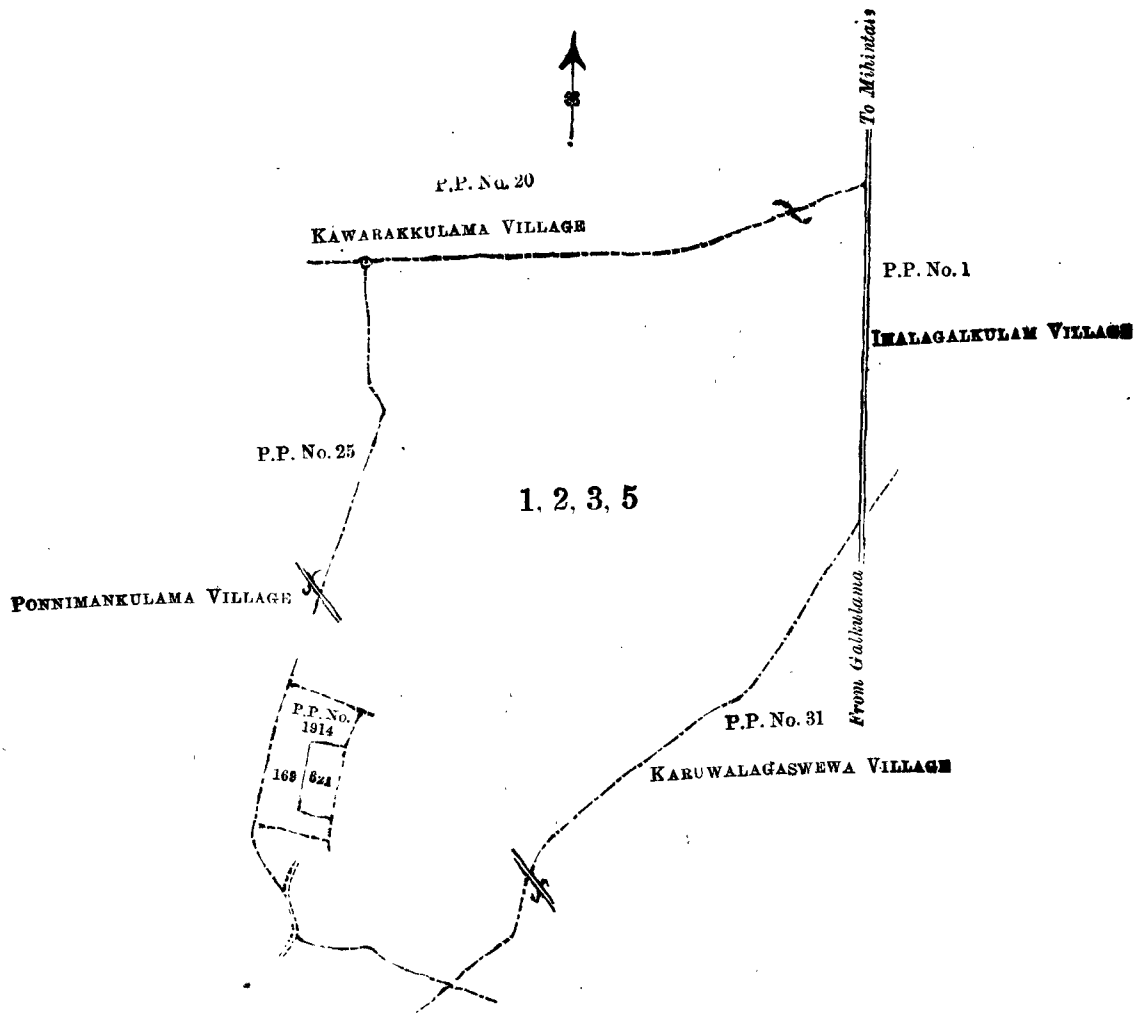 To Mihintale
P.P. No. 20
KAWARAKKULAMA VILLAGE
P.P. No. 1
IHALAGALKULAM VILLAGE
P.P. No. 25
1, 2, 3, 5
PONNIMANKULAMA VILLAGE
From Galkulama
P.P. No.
1914
169
P.P. No. 31
KARUWALAGASWEWA VILLAGE